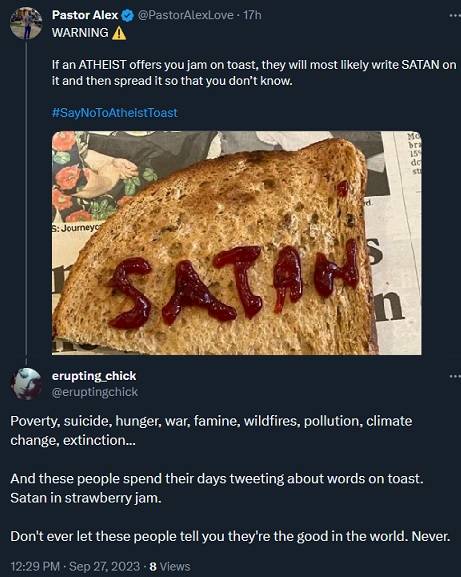 Pastor Alex @PastorAlexLove · 17h
WARNING ⚠️
If an ATHEIST offers you jam on toast, they will most likely write SATAN on
it and then spread it so that you don't know.
#SayNoToAtheistToast
S: Journeyc
SATAN
erupting_chick
@eruptingchick
Poverty, suicide, hunger, war, famine, wildfires, pollution, climate
change, extinction...
And these people spend their days tweeting about words on toast.
Satan in strawberry jam.
Don't ever let these people tell you they're the good in the world. Never.
12:29 PM · Sep 27, 2023 · 8 Views